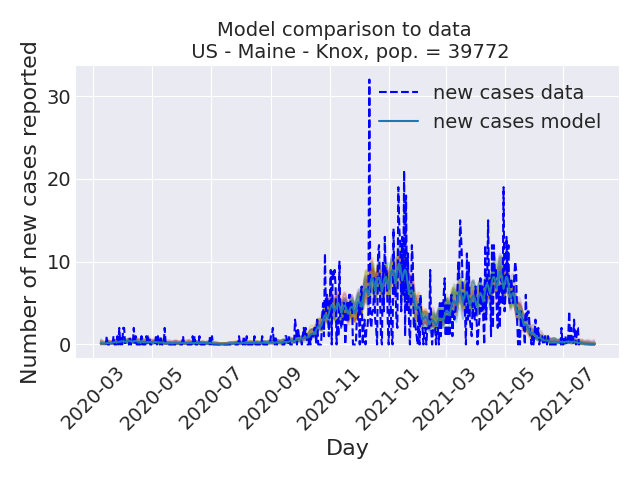 Model comparison to data
US - Maine - Knox, pop. = 39772
Number of new cases reported
30
20
10
0
new cases data
new cases model
2020-03
2020-05
2020-07
2020-09
2020-11
2021-01
2021-03
2021-05
2021-07
Day